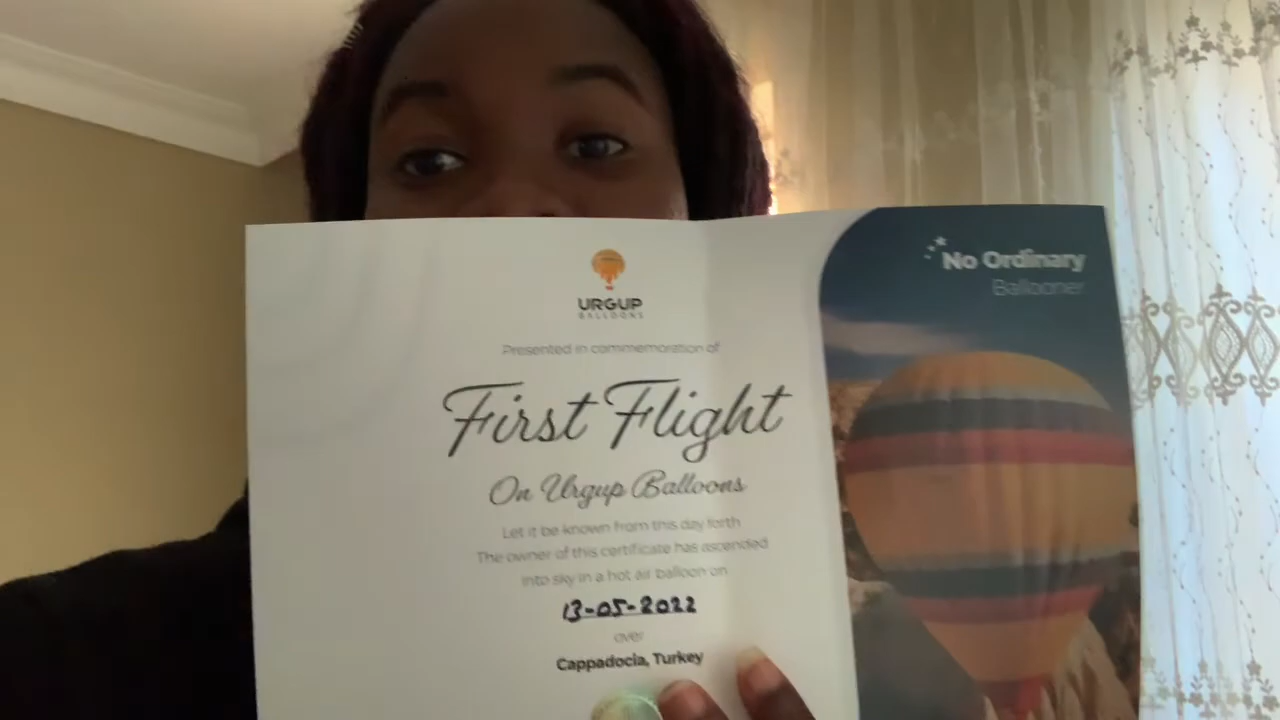 No Ordinary
Ballooner
URGUP
BALLOONS
Presented in commemoration of
First Flight
On Urgup Balloons
Let it be known from this day forth
The owner of this certificate has ascended
into sky in a hot air balloon on
13-05-2022
over
Cappadocia, Turkey